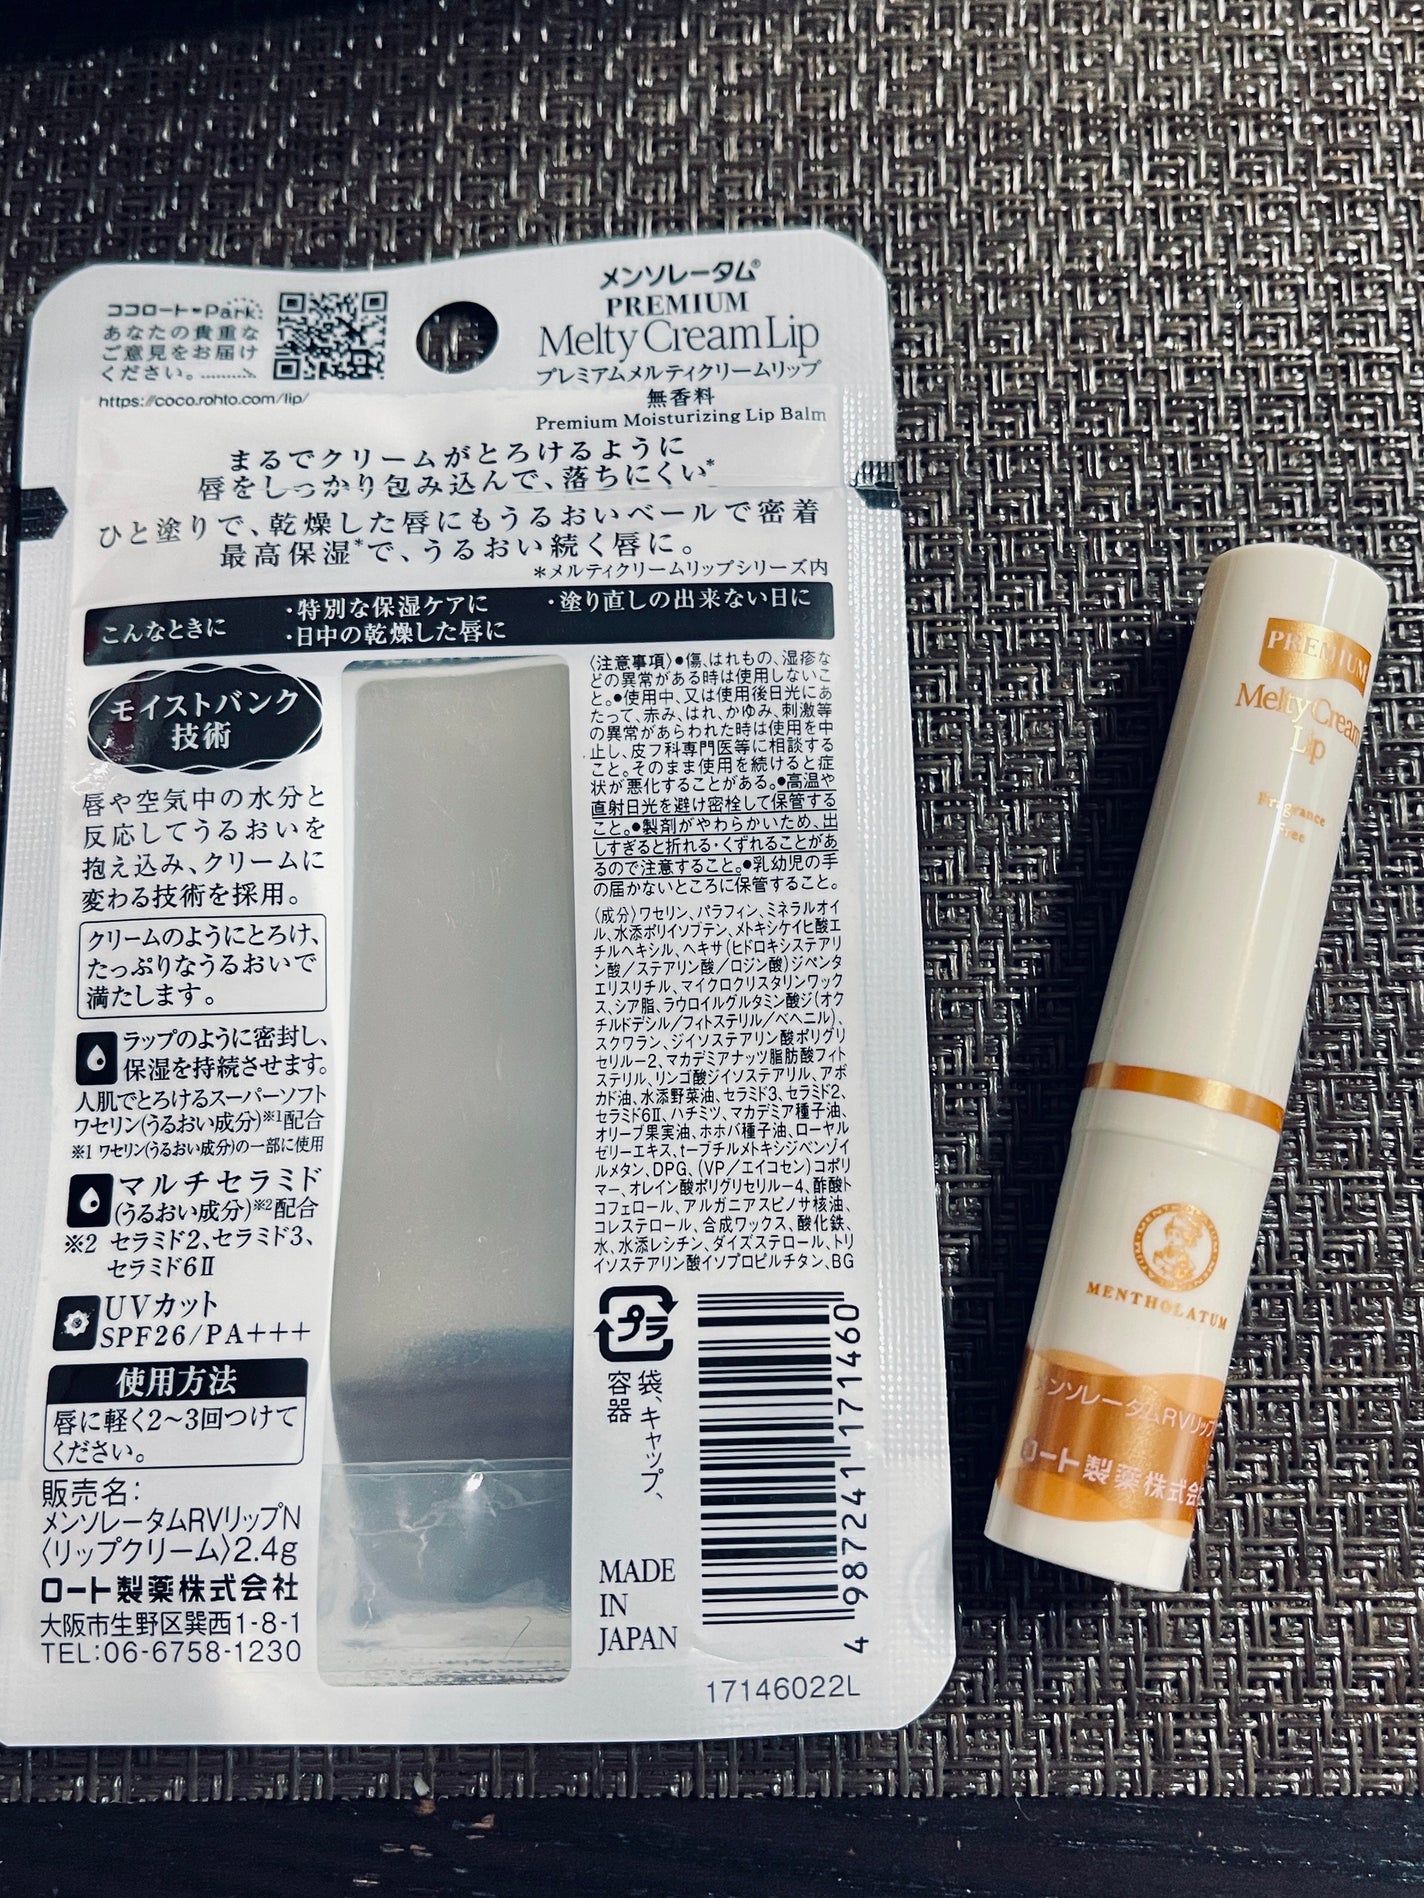 ココロートPark
あなたの貴重な
ご意見をお届け
ください。
https://coco.rohto.com/lip/
メンソレータム®
PREMIUM
Melty Cream Lip
プレミアムメルティクリームリップ
無香料
Premium Moisturizing Lip Balm
まるでクリームがとろけるように
唇をしっかり包み込んで、落ちにくい*
ひと塗りで、乾燥した唇にもうるおいベールで密着
最高保湿*で、うるおい続く唇に。
*メルティクリームリップシリーズ内
こんなときに
・特別な保湿ケアに
・塗り直しの出来ない日に
・日中の乾燥した唇に
モイストバンク
技術
唇や空気中の水分と
反応してうるおいを
抱え込み、クリームに
変わる技術を採用。
クリームのようにとろけ、
たっぷりなうるおいで
満たします。
ラップのように密封し、
保湿を持続させます。
人肌でとろけるスーパーソフト
ワセリン(うるおい成分)※1配合
※1 ワセリン(うるおい成分)の一部に使用
マルチセラミド
(うるおい成分)※2配合
※2 セラミド2、セラミド3、
セラミド6Ⅱ
UVカット
SPF26/PA+++
使用方法
唇に軽く2〜3回つけて
ください。
販売名:
メンソレータムRVリップN
〈リップクリーム〉2.4g
ロート製薬株式会社
大阪市生野区巽西1-8-1
TEL:06-6758-1230
〈注意事項〉●傷、はれもの、湿疹な
どの異常がある時は使用しないこ
と。●使用中、又は使用後日光にあ
たって、赤み、はれ、かゆみ、刺激等
の異常があらわれた時は使用を中
止し、皮フ科専門医等に相談する
こと。そのまま使用を続けると症
状が悪化することがある。●高温や
直射日光を避け密栓して保管する
こと。●製剤がやわらかいため、出
しすぎると折れる・くずれることがあ
るので注意すること。●乳幼児の手
の届かないところに保管すること。
〈成分〉ワセリン、パラフィン、ミネラルオイ
ル、水添ポリイソブテン、メトキシケイヒ酸エ
チルヘキシル、ヘキサ(ヒドロキシステアリ
ン酸/ステアリン酸/ロジン酸)ジペンタ
エリスリチル、マイクロクリスタリンワック
ス、シア脂、ラウロイルグルタミン酸ジ(オク
チルドデシル/フィトステリル/ベヘニル)、
スクワラン、ジイソステアリン酸ポリグリ
セリル-2、マカデミアナッツ脂肪酸フィト
ステリル、リンゴ酸ジイソステアリル、アボ
カド油、水添野菜油、セラミド3、セラミド2、
セラミド6Ⅱ、ハチミツ、マカデミア種子油、
オリーブ果実油、ホホバ種子油、ローヤル
ゼリーエキス、t-ブチルメトキシジベンゾイ
ルメタン、DPG、(VP/エイコセン)コポリ
マー、オレイン酸ポリグリセリル-4、酢酸ト
コフェロール、アルガニアスピノサ核油、
コレステロール、合成ワックス、酸化鉄、
水、水添レシチン、ダイズステロール、トリ
イソステアリン酸イソプロピルチタン、BG
プラ
袋、キャップ、
容器
MADE
IN
JAPAN
4 987241 171460
17146022L
PREMIUM
Melty Cream
Lip
Fragrance
Free
MENTHOLATUM
メンソレータムRVリップ
ロート製薬株式会社